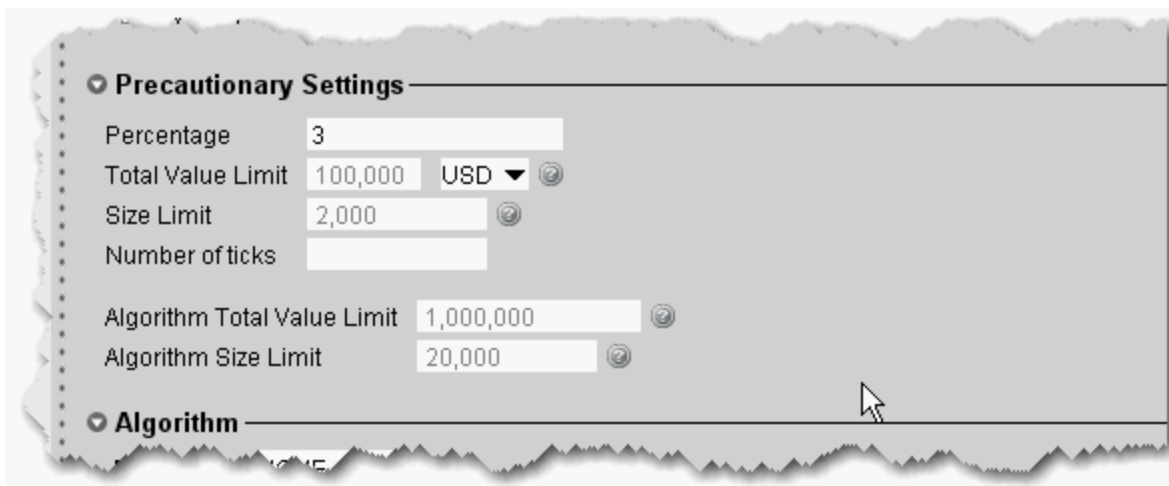 Precautionary Settings
Percentage 3
Total Value Limit 100,000 USD
Size Limit 2,000
Number of ticks
Algorithm Total Value Limit 1,000,000
Algorithm Size Limit 20,000
Algorithm